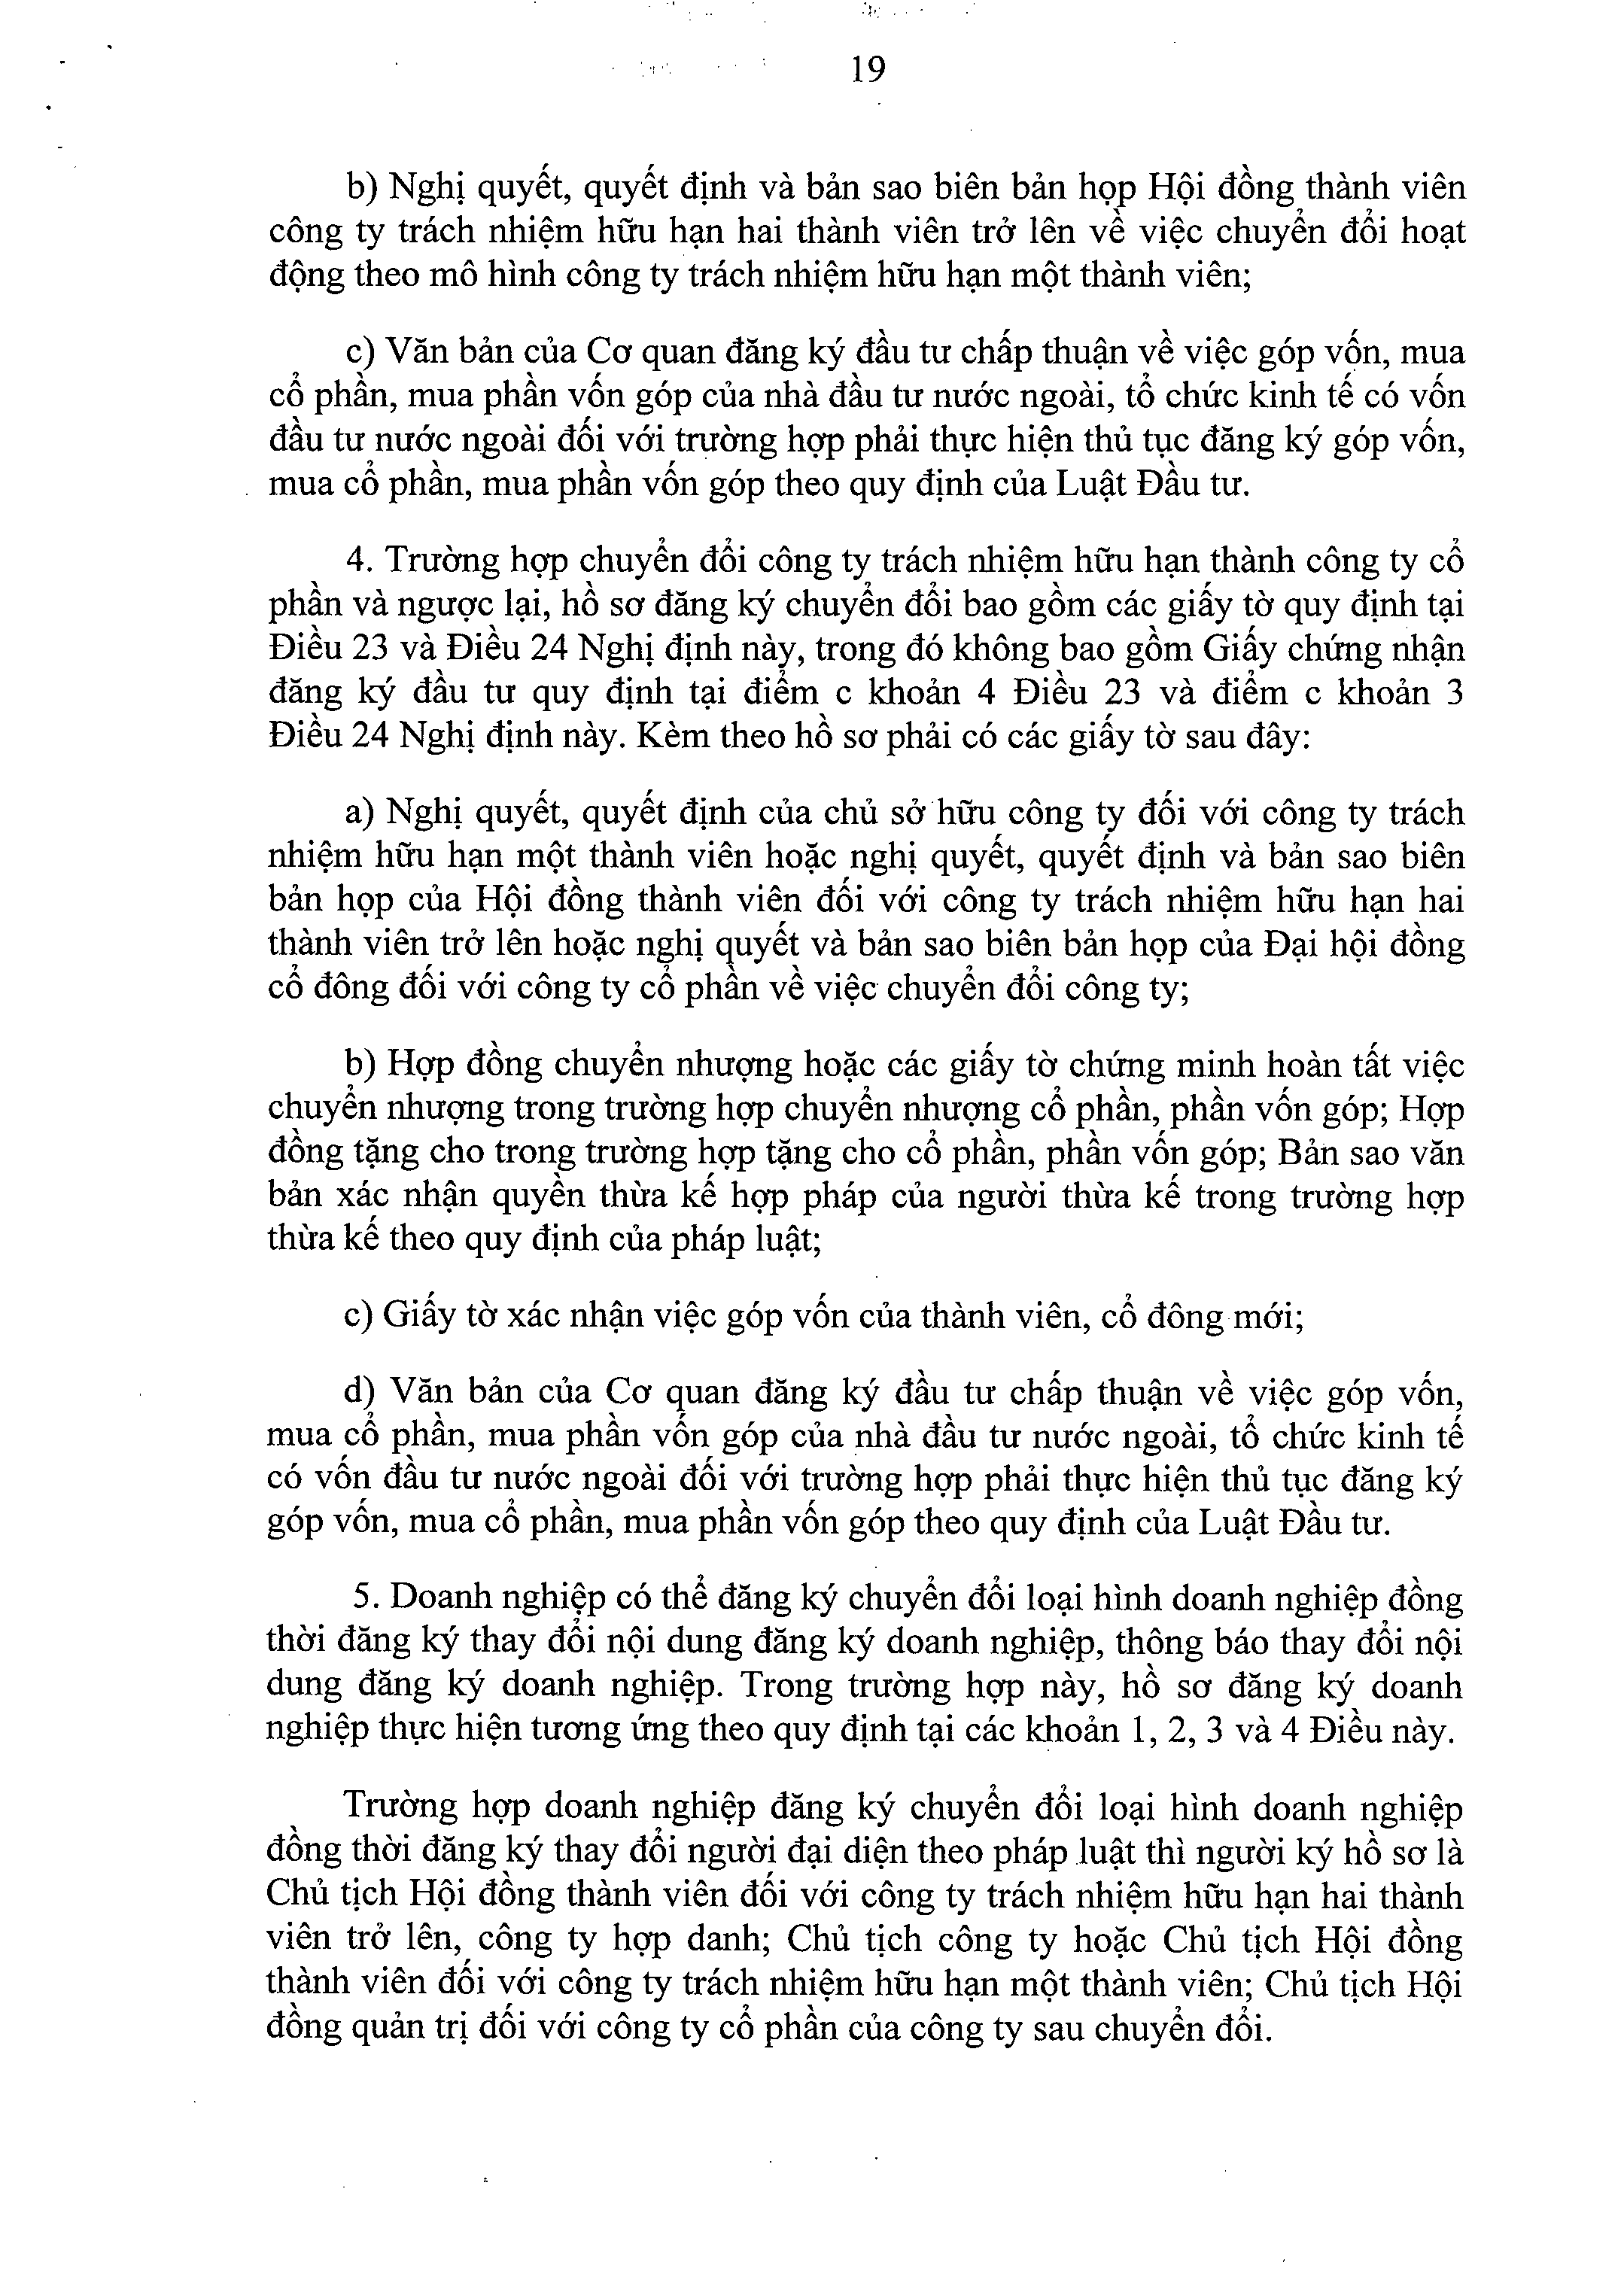 19
b) Nghị quyết, quyết định và bản sao biên bản họp Hội đồng thành viên
công ty trách nhiệm hữu hạn hai thành viên trở lên về việc chuyển đổi hoạt
động theo mô hình công ty trách nhiệm hữu hạn một thành viên;
c) Văn bản của Cơ quan đăng ký đầu tư chấp thuận về việc góp vốn, mua
cổ phần, mua phần vốn góp của nhà đầu tư nước ngoài, tổ chức kinh tế có vốn
đầu tư nước ngoài đối với trường hợp phải thực hiện thủ tục đăng ký góp vốn,
mua cổ phần, mua phần vốn góp theo quy định của Luật Đầu tư.
4. Trường hợp chuyển đổi công ty trách nhiệm hữu hạn thành công ty cổ
phần và ngược lại, hồ sơ đăng ký chuyển đổi bao gồm các giấy tờ quy định tại
Điều 23 và Điều 24 Nghị định này, trong đó không bao gồm Giấy chứng nhận
đăng ký đầu tư quy định tại điểm c khoản 4 Điều 23 và điểm c khoản 3
Điều 24 Nghị định này. Kèm theo hồ sơ phải có các giấy tờ sau đây:
a) Nghị quyết, quyết định của chủ sở hữu công ty đối với công ty trách
nhiệm hữu hạn một thành viên hoặc nghị quyết, quyết định và bản sao biên
bản họp của Hội đồng thành viên đối với công ty trách nhiệm hữu hạn hai
thành viên trở lên hoặc nghị quyết và bản sao biên bản họp của Đại hội đồng
cổ đông đối với công ty cổ phần về việc chuyển đổi công ty;
b) Hợp đồng chuyển nhượng hoặc các giấy tờ chứng minh hoàn tất việc
chuyển nhượng trong trường hợp chuyển nhượng cổ phần, phần vốn góp; Hợp
đồng tặng cho trong trường hợp tặng cho cổ phần, phần vốn góp; Bản sao văn
bản xác nhận quyền thừa kế hợp pháp của người thừa kế trong trường hợp
thừa kế theo quy định của pháp luật;
c) Giấy tờ xác nhận việc góp vốn của thành viên, cổ đông mới;
d) Văn bản của Cơ quan đăng ký đầu tư chấp thuận về việc góp vốn,
mua cổ phần, mua phần vốn góp của nhà đầu tư nước ngoài, tổ chức kinh tế
có vốn đầu tư nước ngoài đối với trường hợp phải thực hiện thủ tục đăng ký
góp vốn, mua cổ phần, mua phần vốn góp theo quy định của Luật Đầu tư.
5. Doanh nghiệp có thể đăng ký chuyển đổi loại hình doanh nghiệp đồng
thời đăng ký thay đổi nội dung đăng ký doanh nghiệp, thông báo thay đổi nội
dung đăng ký doanh nghiệp. Trong trường hợp này, hồ sơ đăng ký doanh
nghiệp thực hiện tương ứng theo quy định tại các khoản 1, 2, 3 và 4 Điều này.
Trường hợp doanh nghiệp đăng ký chuyển đổi loại hình doanh nghiệp
đồng thời đăng ký thay đổi người đại diện theo pháp luật thì người ký hồ sơ là
Chủ tịch Hội đồng thành viên đối với công ty trách nhiệm hữu hạn hai thành
viên trở lên, công ty hợp danh; Chủ tịch công ty hoặc Chủ tịch Hội đồng
thành viên đối với công ty trách nhiệm hữu hạn một thành viên; Chủ tịch Hội
đồng quản trị đối với công ty cổ phần của công ty sau chuyển đổi.